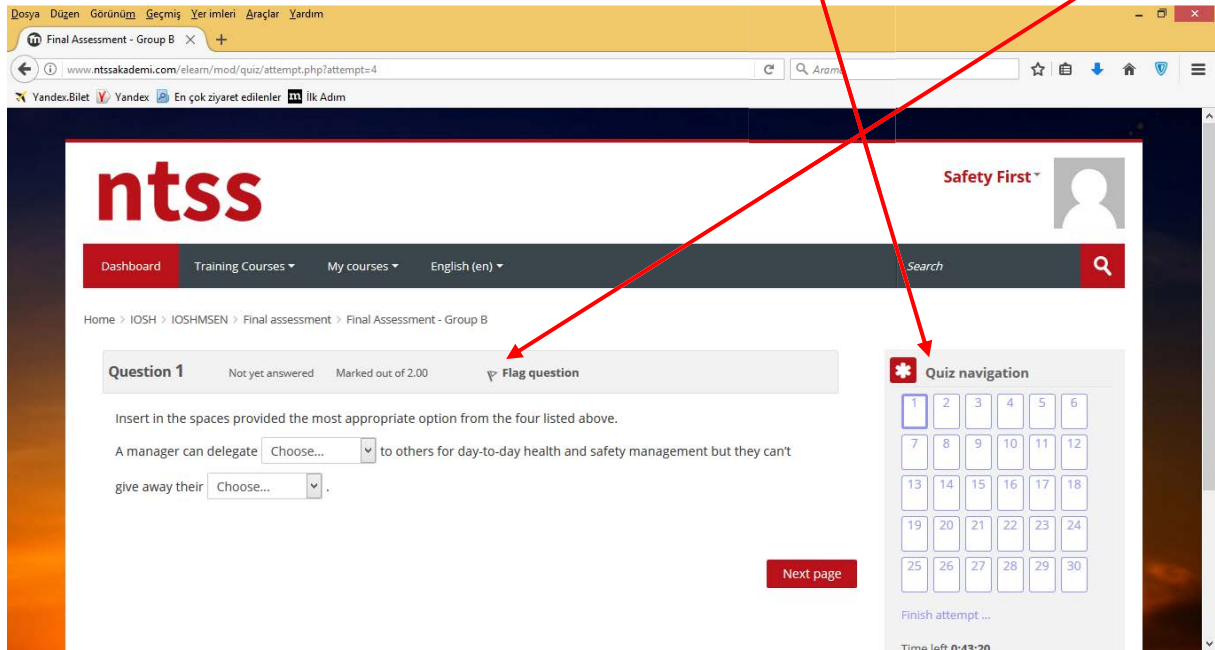 Dosya Düzen Görünüm Geçmiş Yer imleri Araçlar Yardım
Final Assessment - Group B
www.ntssakademi.com/elearn/mod/quiz/attempt.php?attempt=4
Arama
Yandex.Bilet Yandex En çok ziyaret edilenler İlk Adım
ntss
Safety First
Dashboard Training Courses My courses English (en) Search
Home > IOSH > IOSHMSEN > Final assessment > Final Assessment - Group B
Question 1 Not yet answered Marked out of 2.00 Flag question
Insert in the spaces provided the most appropriate option from the four listed above.
A manager can delegate Choose... to others for day-to-day health and safety management but they can't
give away their Choose... .
Next page
Quiz navigation
1 2 3 4 5 6
7 8 9 10 11 12
13 14 15 16 17 18
19 20 21 22 23 24
25 26 27 28 29 30
Finish attempt ...
Time left 0:43:20